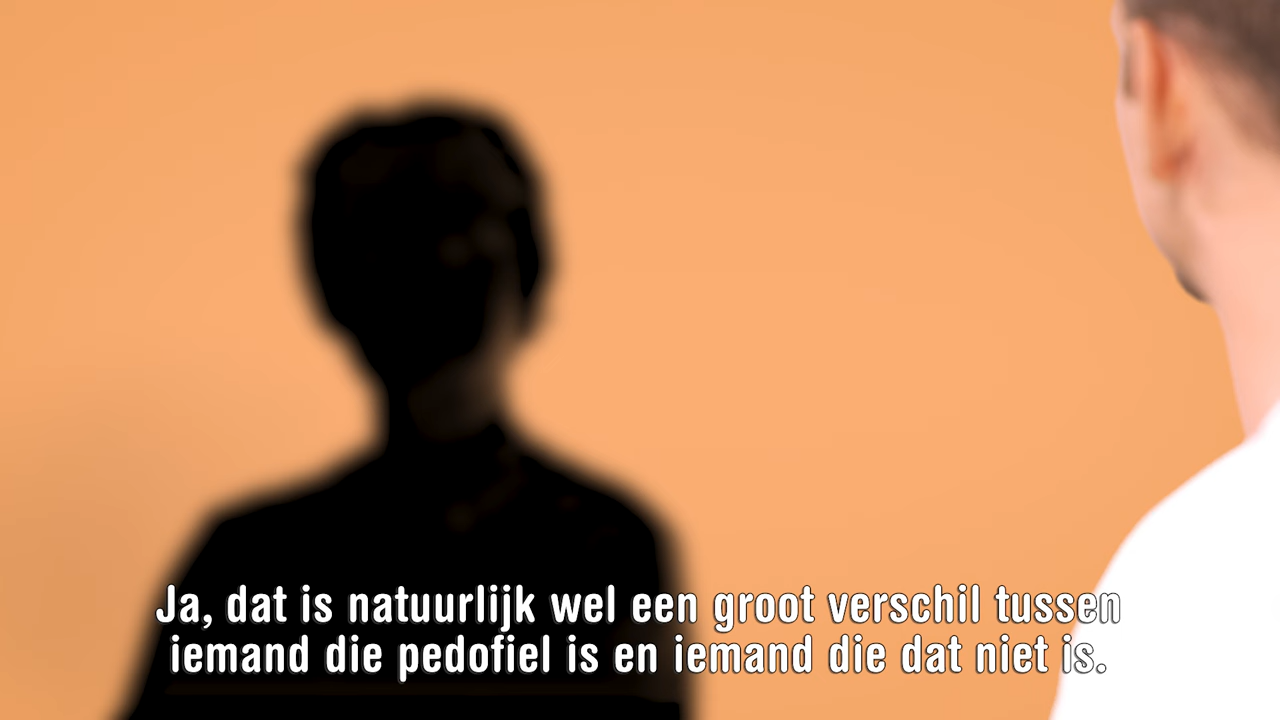 Ja, dat is natuurlijk wel een groot verschil tussen
iemand die pedofiel is en iemand die dat niet is.